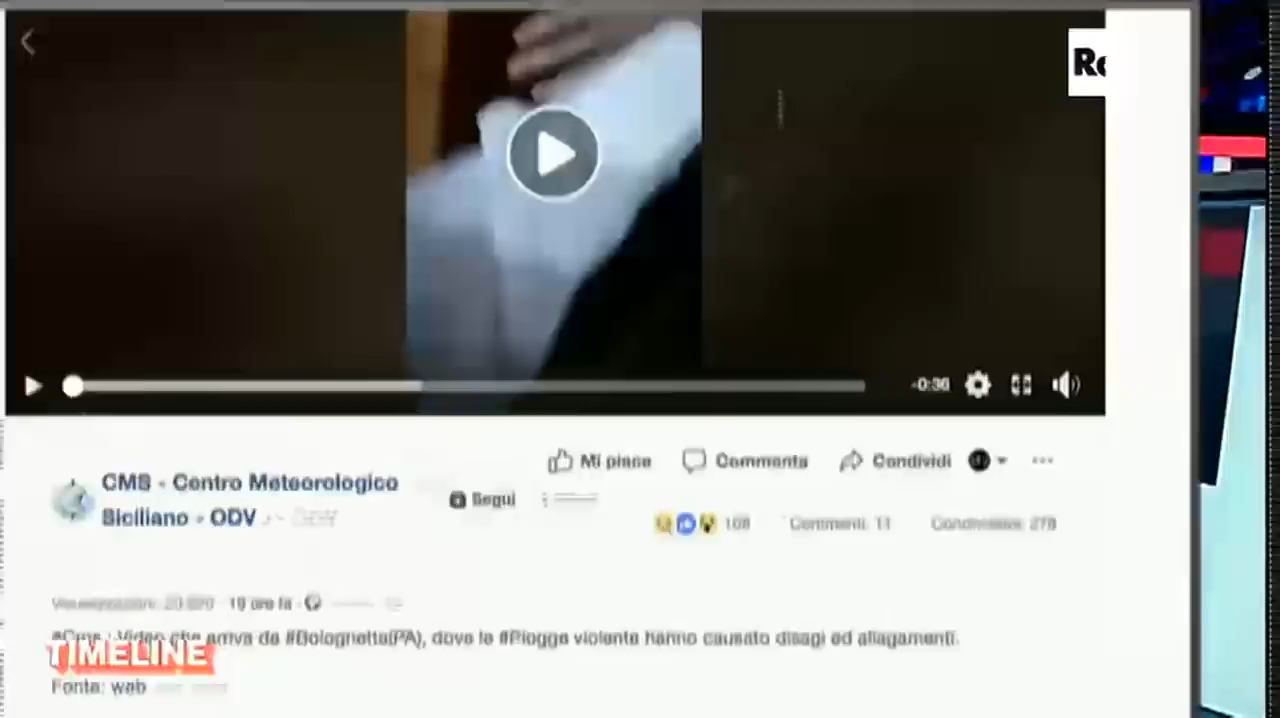 Re
-0:36
Mi piace Commenta Condividi
CMS - Centro Meteorologico
Siciliano - ODV
Segui
108 Commenti: 11 Condivisioni: 278
19 ore fa
#Cms : Video che arriva da #Bolognetta(PA), dove le #Piogge violente hanno causato disagi ed allagamenti.
TIMELINE
Fonte: web